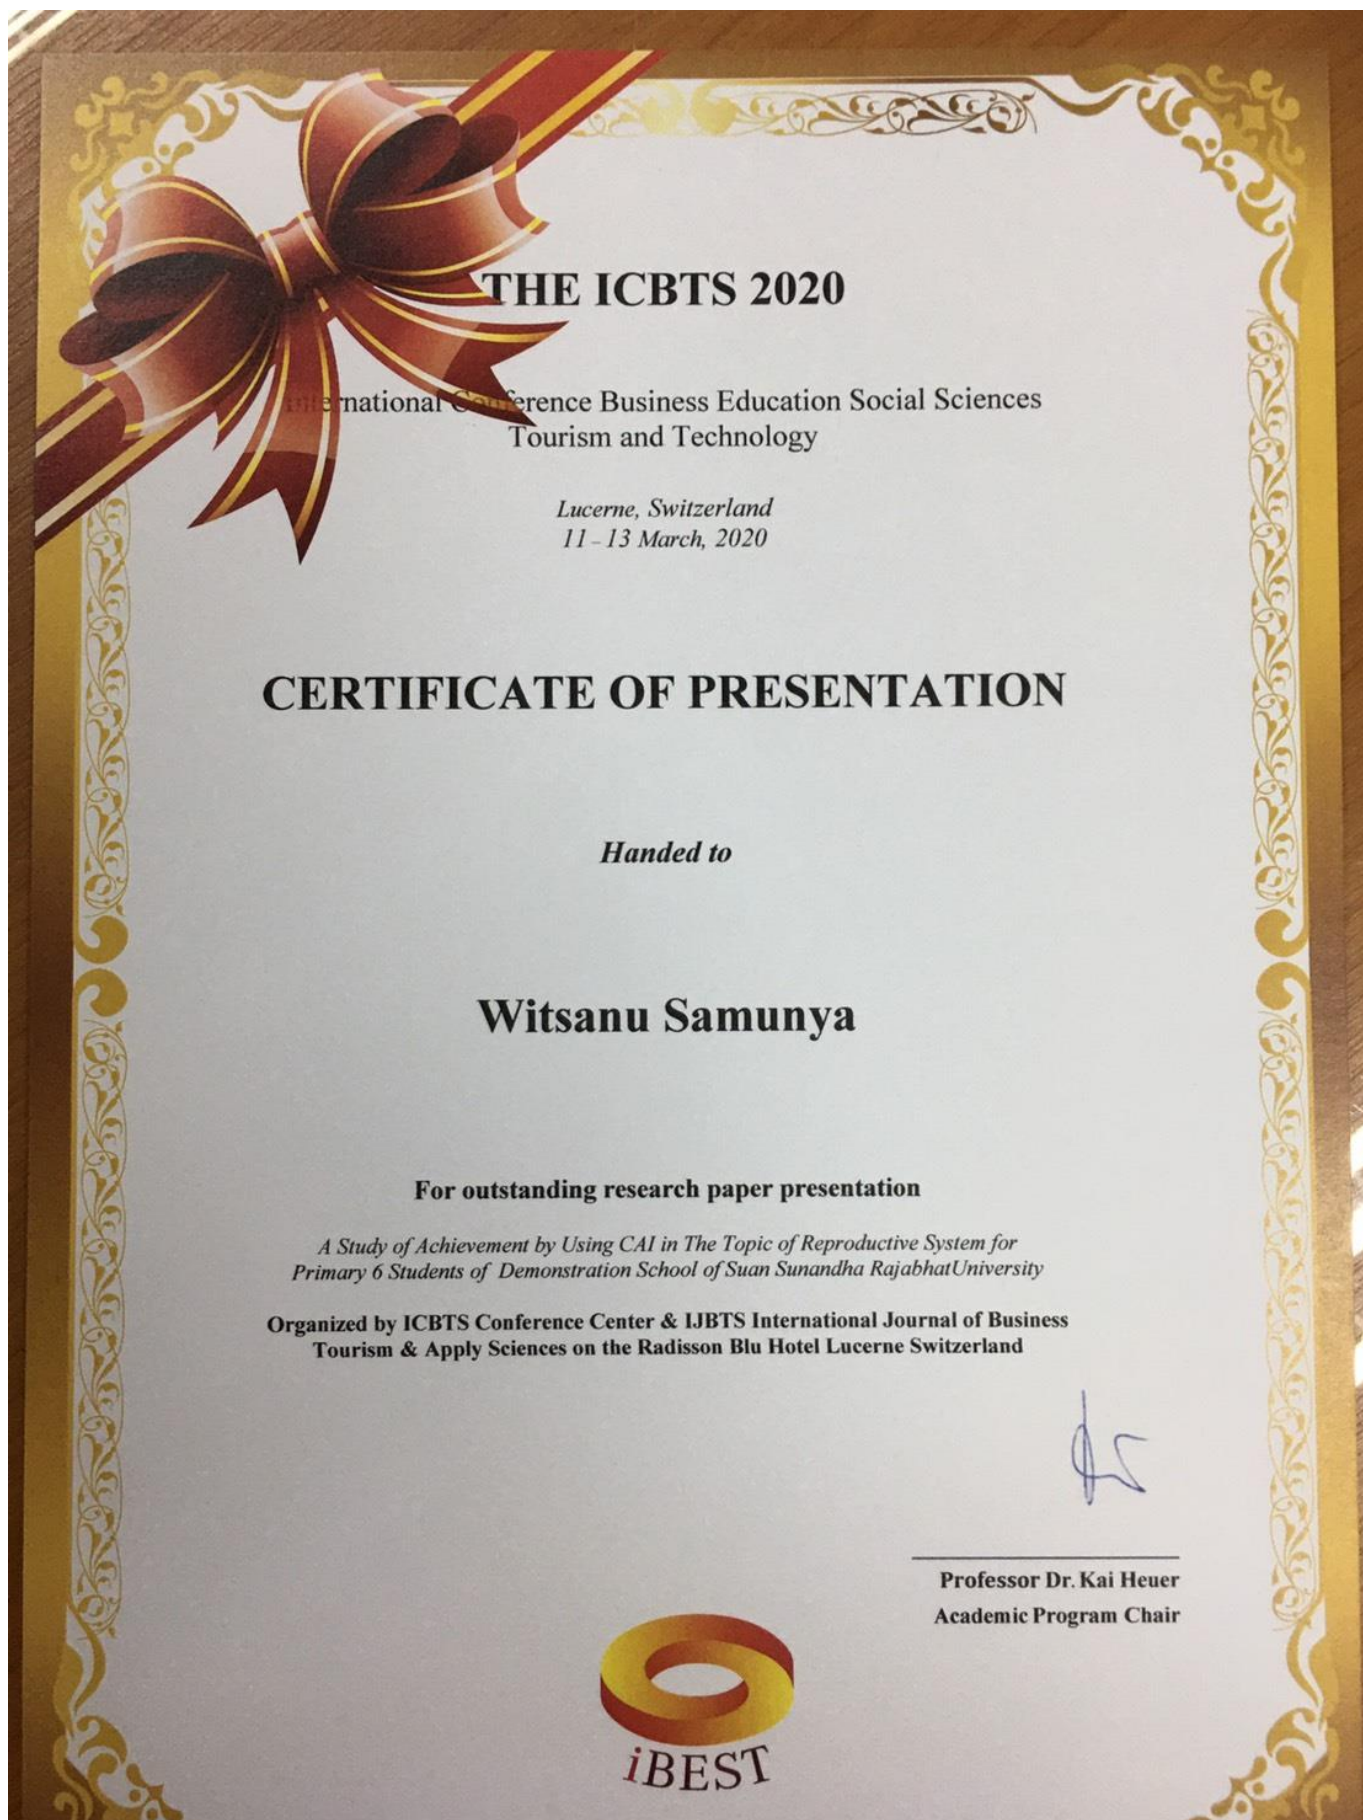 THE ICBTS 2020
International Conference Business Education Social Sciences
Tourism and Technology
Lucerne, Switzerland
11 – 13 March, 2020
CERTIFICATE OF PRESENTATION
Handed to
Witsanu Samunya
For outstanding research paper presentation
A Study of Achievement by Using CAI in The Topic of Reproductive System for
Primary 6 Students of Demonstration School of Suan Sunandha Rajabhat University
Organized by ICBTS Conference Center & IJBTS International Journal of Business
Tourism & Apply Sciences on the Radisson Blu Hotel Lucerne Switzerland
Professor Dr. Kai Heuer
Academic Program Chair
iBEST